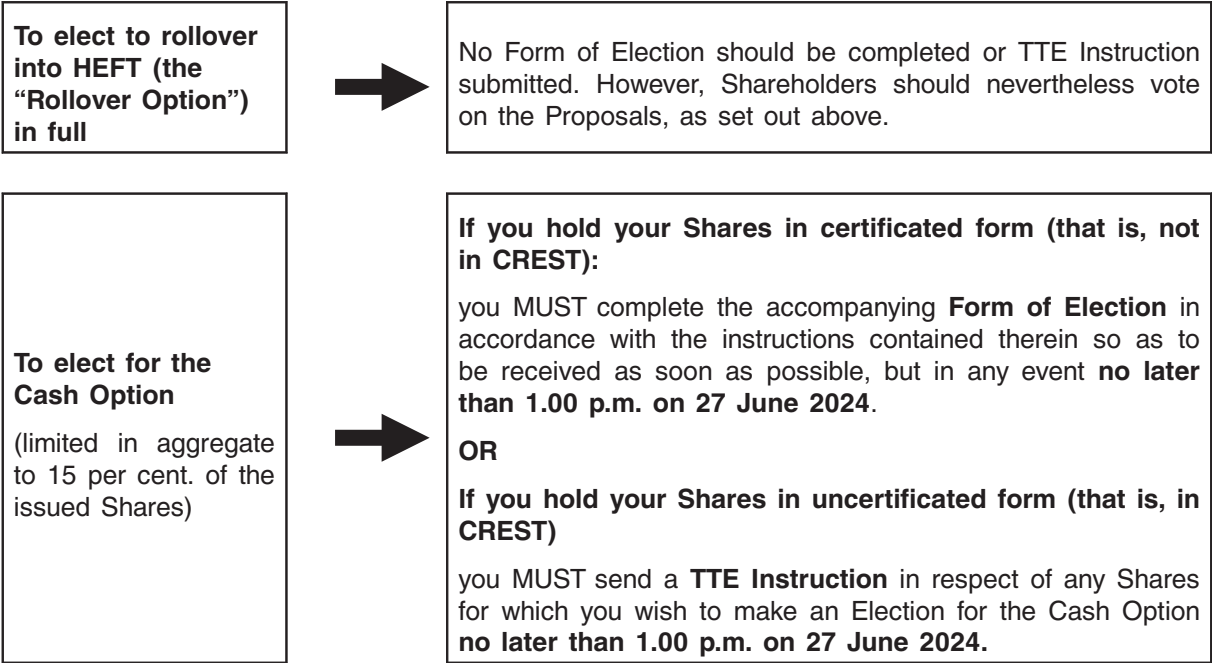 To elect to rollover
into HEFT (the
“Rollover Option”)
in full
No Form of Election should be completed or TTE Instruction
submitted. However, Shareholders should nevertheless vote
on the Proposals, as set out above.
To elect for the
Cash Option
(limited in aggregate
to 15 per cent. of the
issued Shares)
If you hold your Shares in certificated form (that is, not
in CREST):
you MUST complete the accompanying Form of Election in
accordance with the instructions contained therein so as to
be received as soon as possible, but in any event no later
than 1.00 p.m. on 27 June 2024.
OR
If you hold your Shares in uncertificated form (that is, in
CREST)
you MUST send a TTE Instruction in respect of any Shares
for which you wish to make an Election for the Cash Option
no later than 1.00 p.m. on 27 June 2024.